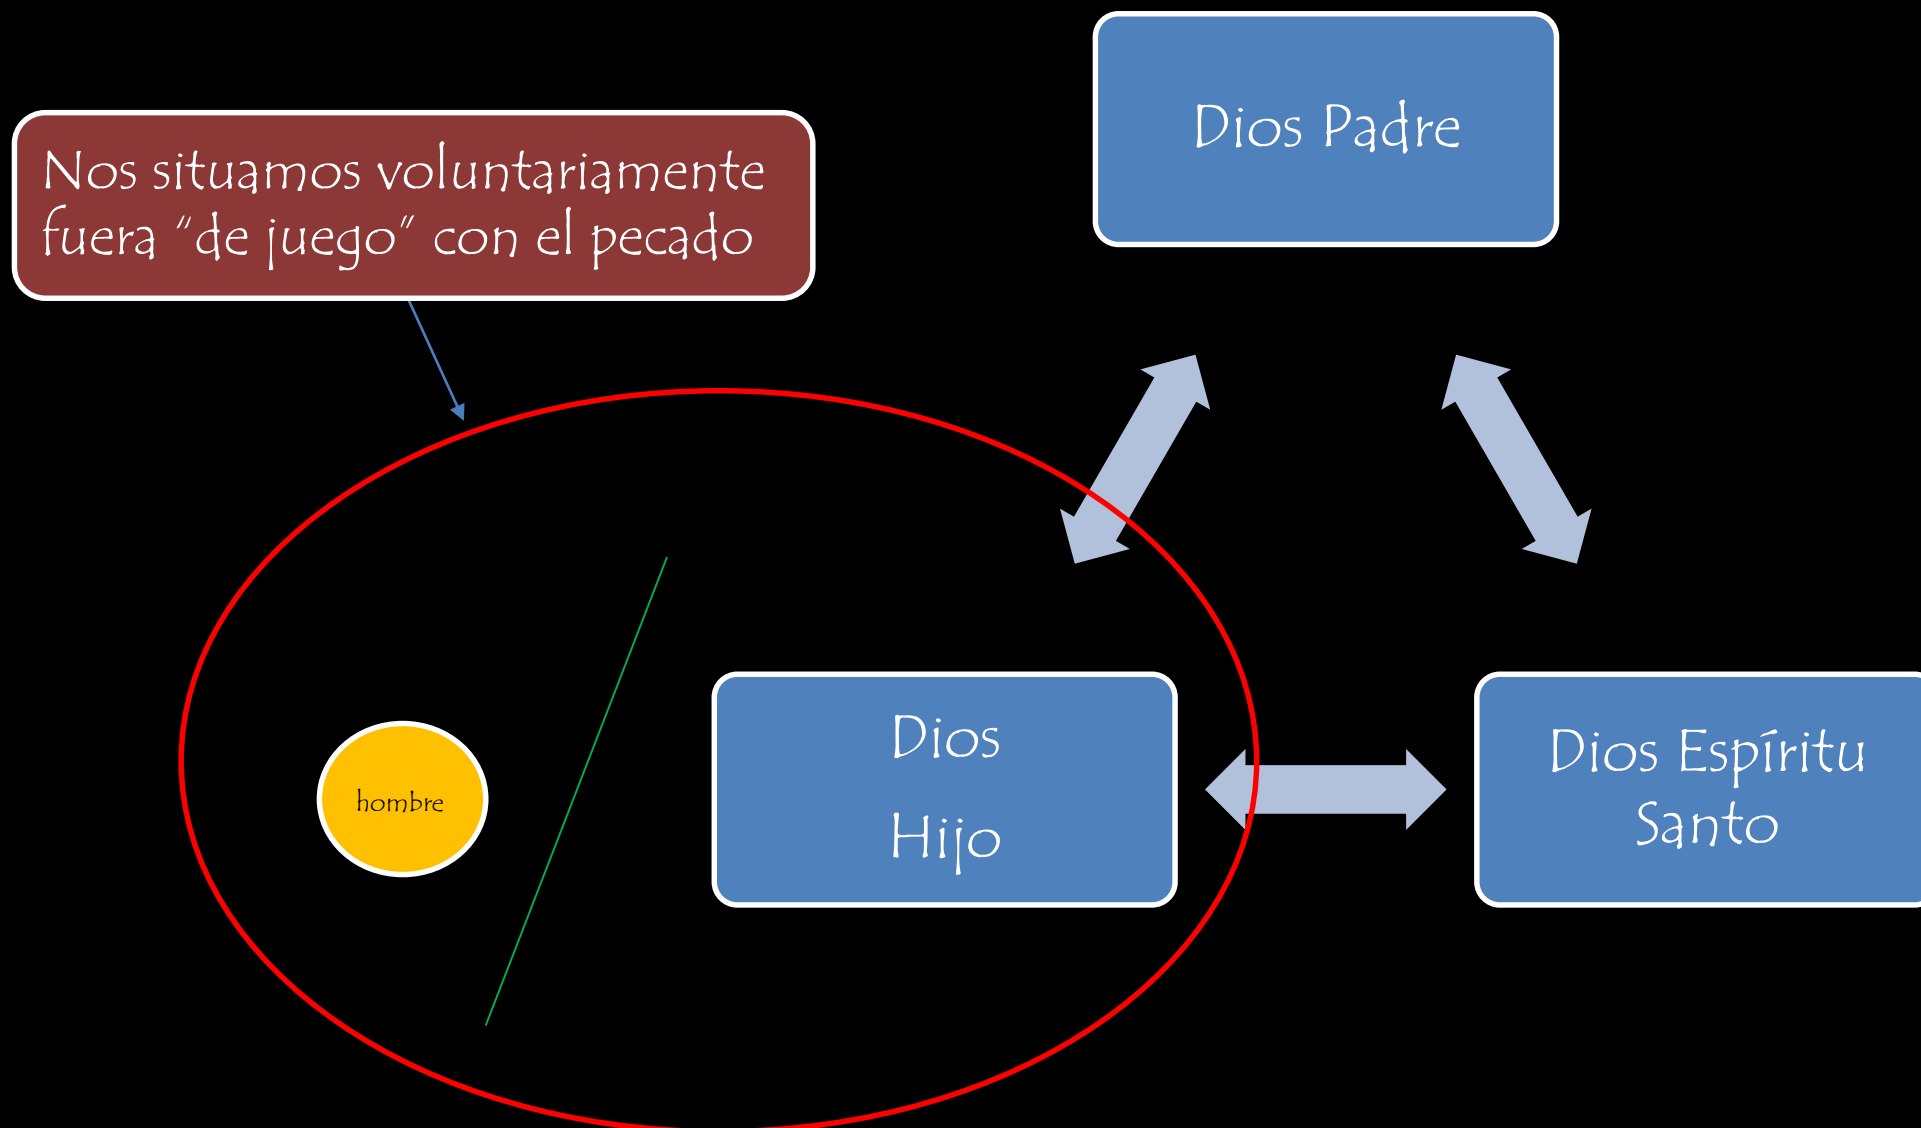 Dios Padre
Nos situamos voluntariamente
fuera “de juego” con el pecado
Dios
Hijo
Dios Espíritu
Santo
hombre